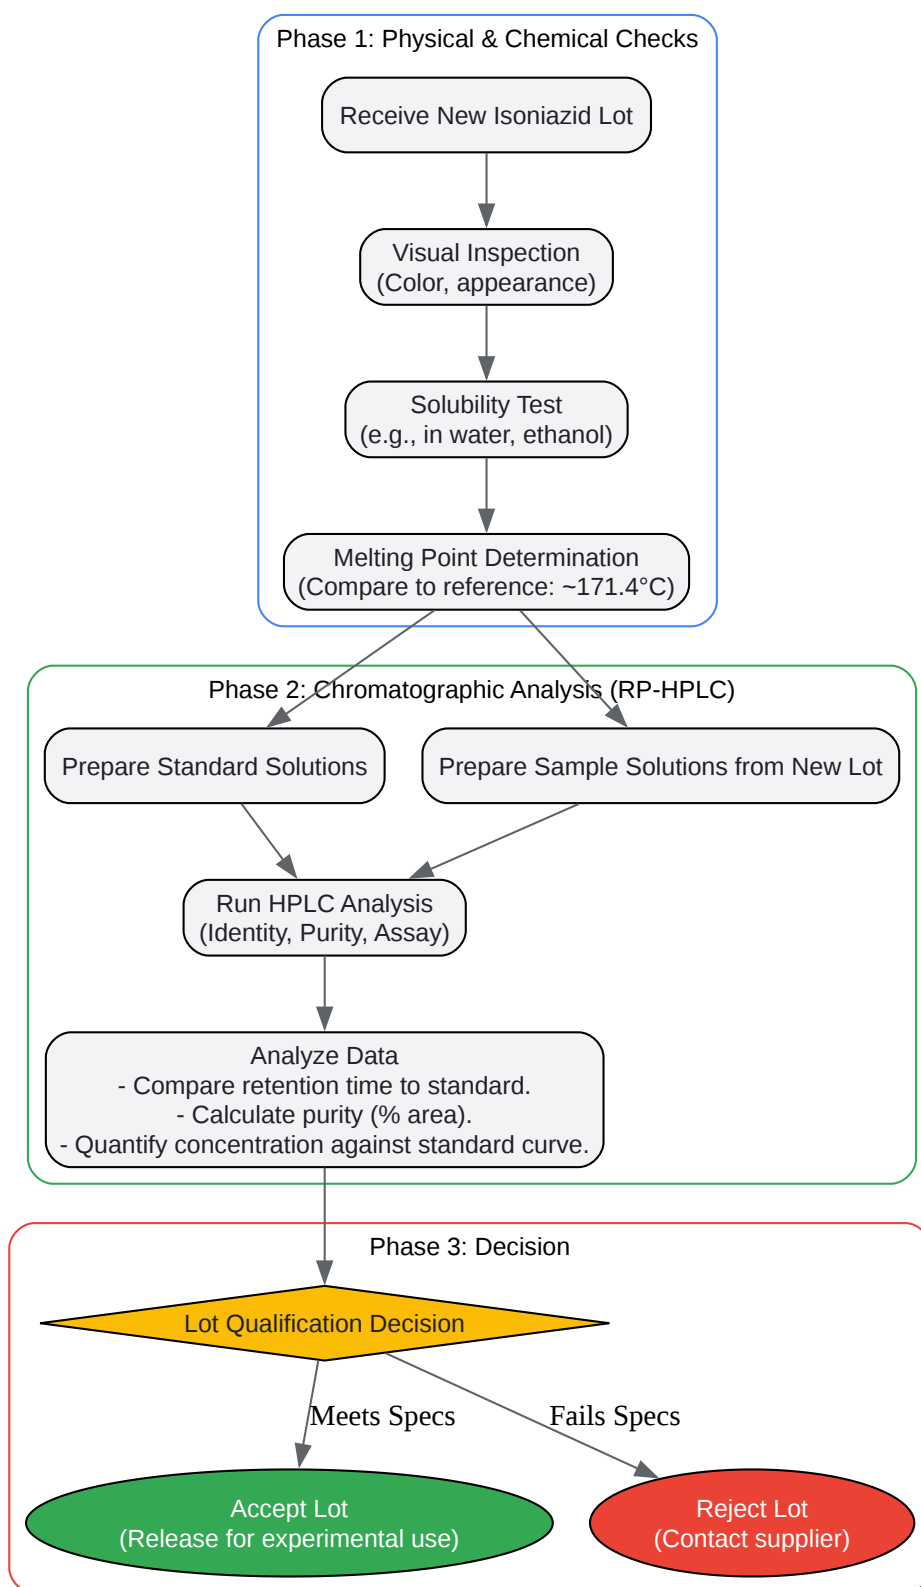 Phase 1: Physical & Chemical Checks
Receive New Isoniazid Lot
Visual Inspection
(Color, appearance)
Solubility Test
(e.g., in water, ethanol)
Melting Point Determination
(Compare to reference: ~171.4°C)
Phase 2: Chromatographic Analysis (RP-HPLC)
Prepare Standard Solutions
Prepare Sample Solutions from New Lot
Run HPLC Analysis
(Identity, Purity, Assay)
Analyze Data
- Compare retention time to standard.
- Calculate purity (% area).
- Quantify concentration against standard curve.
Phase 3: Decision
Lot Qualification Decision
Meets Specs
Fails Specs
Accept Lot
(Release for experimental use)
Reject Lot
(Contact supplier)